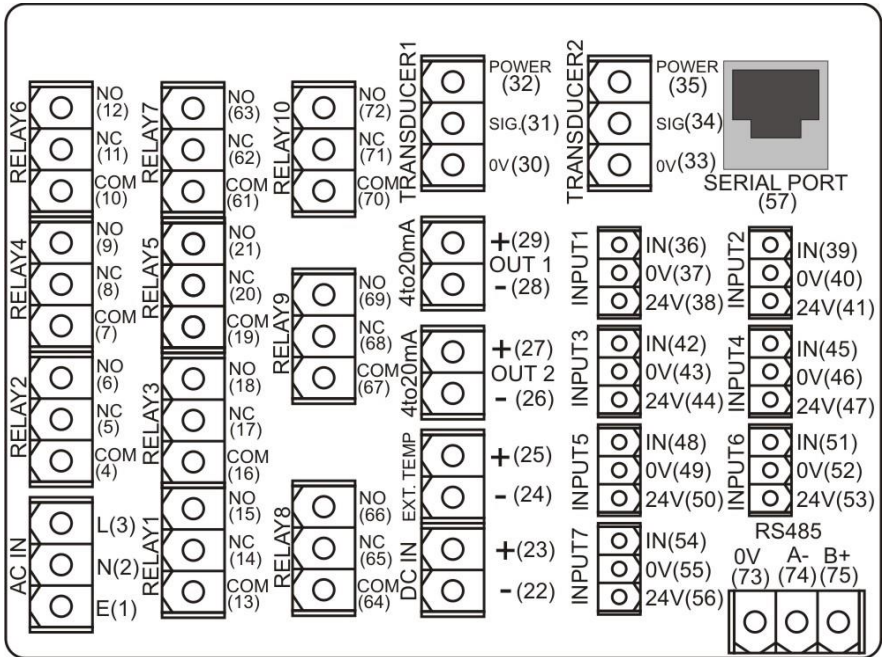 RELAY6
NO
(12)
NC
(11)
COM
(10)
RELAY4
NO
(9)
NC
(8)
COM
(7)
RELAY2
NO
(6)
NC
(5)
COM
(4)
AC IN
L(3)
N(2)
E(1)
RELAY7
NO
(63)
NC
(62)
COM
(61)
RELAY5
NO
(21)
NC
(20)
COM
(19)
RELAY3
NO
(18)
NC
(17)
COM
(16)
RELAY1
NO
(15)
NC
(14)
COM
(13)
RELAY10
NO
(72)
NC
(71)
COM
(70)
RELAY9
NO
(69)
NC
(68)
COM
(67)
RELAY8
NO
(66)
NC
(65)
COM
(64)
TRANSDUCER1
POWER
(32)
SIG.(31)
0V(30)
4to20mA
+(29)
OUT 1
-(28)
4to20mA
+(27)
OUT 2
-(26)
EXT. TEMP
+(25)
-(24)
DC IN
+(23)
-(22)
TRANSDUCER2
POWER
(35)
SIG(34)
0V(33)
SERIAL PORT
(57)
INPUT1
IN(36)
0V(37)
24V(38)
INPUT2
IN(39)
0V(40)
24V(41)
INPUT3
IN(42)
0V(43)
24V(44)
INPUT4
IN(45)
0V(46)
24V(47)
INPUT5
IN(48)
0V(49)
24V(50)
INPUT6
IN(51)
0V(52)
24V(53)
INPUT7
IN(54)
0V(55)
24V(56)
RS485
0V A- B+
(73) (74) (75)